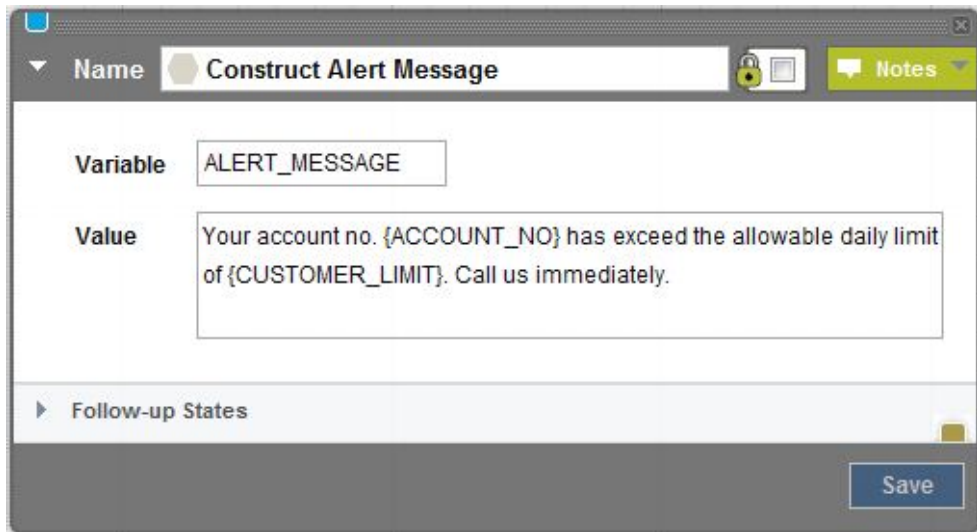 Name Construct Alert Message Notes
Variable ALERT_MESSAGE
Value Your account no. {ACCOUNT_NO} has exceed the allowable daily limit
of {CUSTOMER_LIMIT}. Call us immediately.
Follow-up States
Save